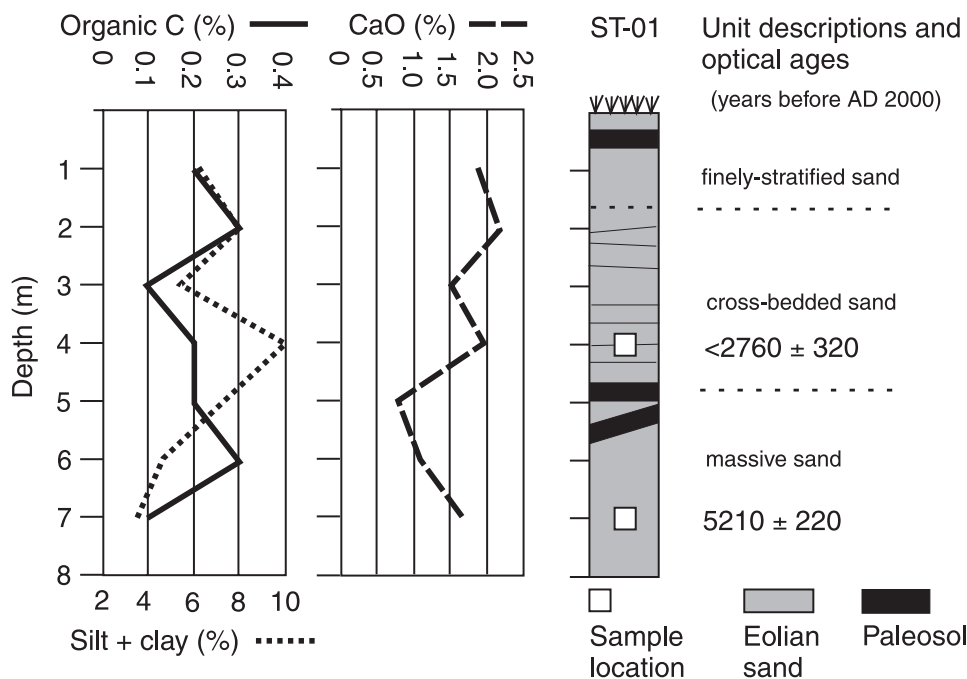 Organic C (%)
CaO (%)
ST-01
Unit descriptions and
optical ages
(years before AD 2000)
0
0.1
0.2
0.3
0.4
0
0.5
1.0
1.5
2.0
2.5
Depth (m)
1
2
3
4
5
6
7
8
2 4 6 8 10
Silt + clay (%)
finely-stratified sand
cross-bedded sand
<2760 ± 320
massive sand
5210 ± 220
Sample
location
Eolian
sand
Paleosol